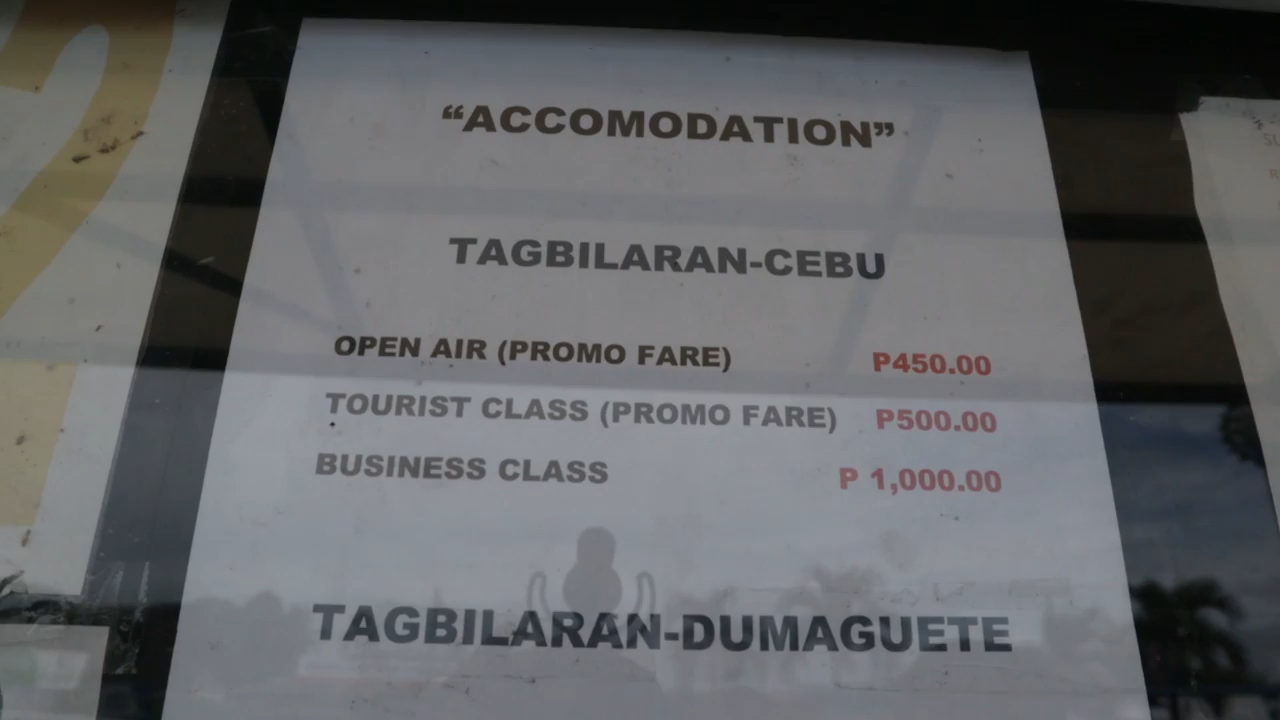 “ACCOMODATION”
TAGBILARAN-CEBU
OPEN AIR (PROMO FARE) P450.00
TOURIST CLASS (PROMO FARE) P500.00
BUSINESS CLASS P 1,000.00
TAGBILARAN-DUMAGUETE